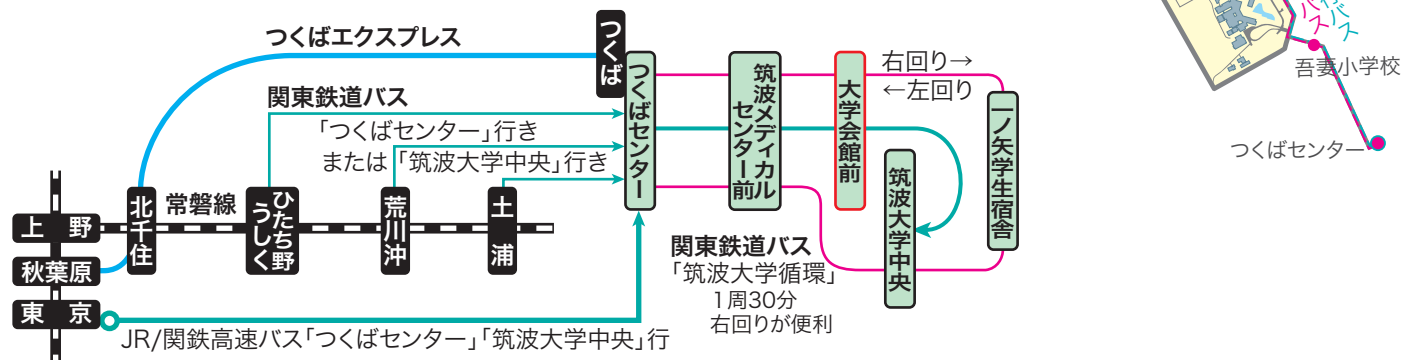 つくばエクスプレス
つくば
関東鉄道バス
「つくばセンター」行き
または「筑波大学中央」行き
つくばセンター
筑波メディカル
センター前
大学会館前
右回り→
←左回り
一ノ矢学生宿舎
筑波大学中央
上野
秋葉原
東京
北千住
常磐線
ひたち野
うしく
荒川沖
土浦
関東鉄道バス
「筑波大学循環」
1周30分
右回りが便利
JR/関鉄高速バス「つくばセンター」「筑波大学中央」行
バス
バス
吾妻小学校
つくばセンター